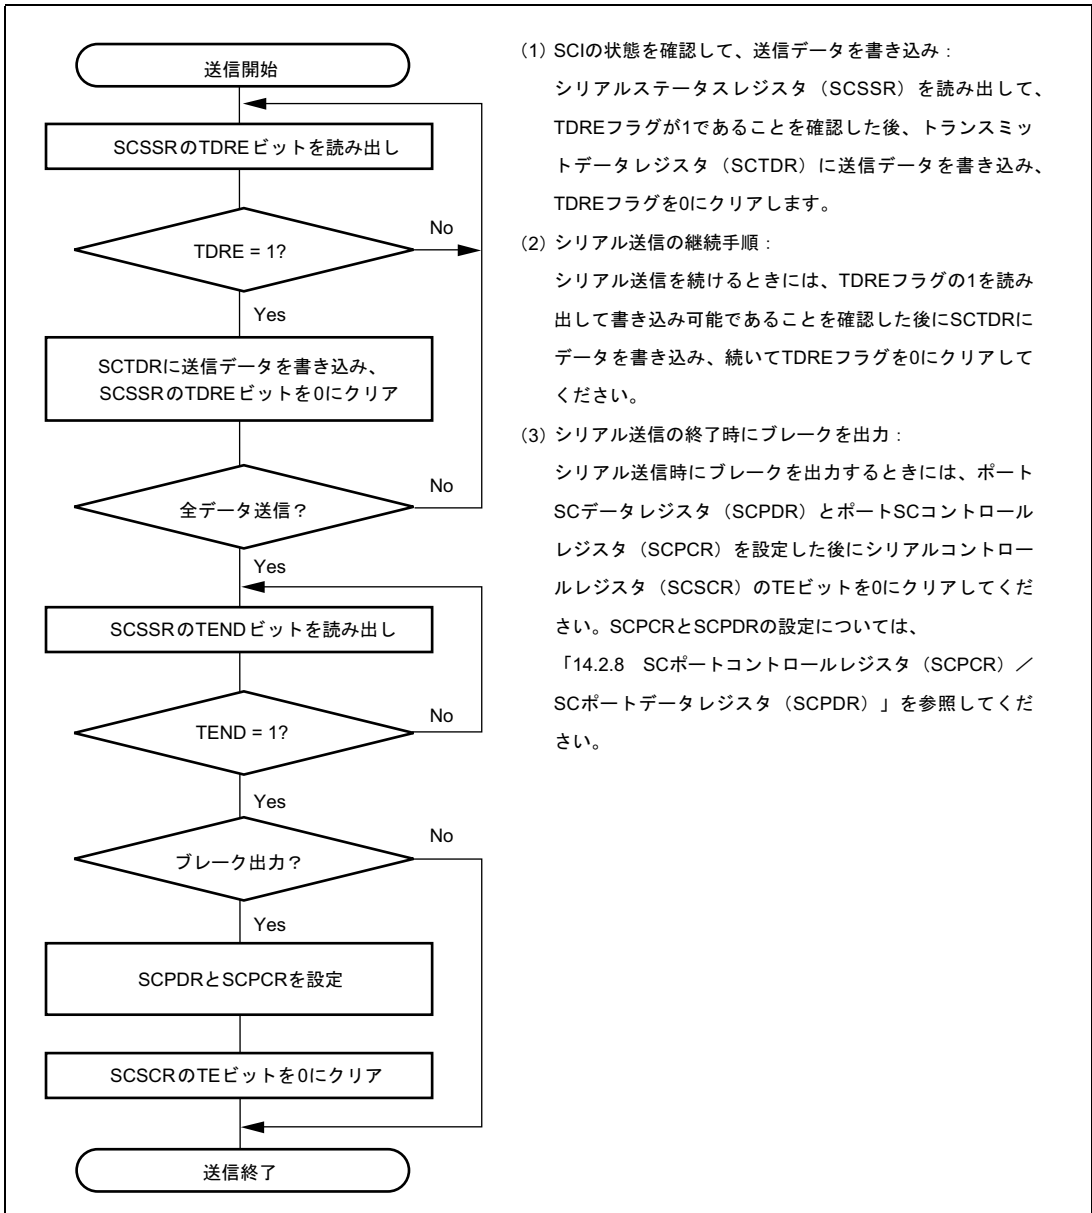 送信開始
SCSSRのTDREビットを読み出し
TDRE = 1?
No
Yes
SCTDRに送信データを書き込み、
SCSSRのTDREビットを0にクリア
全データ送信？
No
Yes
SCSSRのTENDビットを読み出し
TEND = 1?
No
Yes
ブレーク出力？
No
Yes
SCPDRとSCPCRを設定
SCSCRのTEビットを0にクリア
送信終了
（1）SCIの状態を確認して、送信データを書き込み：
シリアルステータスレジスタ（SCSSR）を読み出して、
TDREフラグが1であることを確認した後、トランスミッ
トデータレジスタ（SCTDR）に送信データを書き込み、
TDREフラグを0にクリアします。
（2）シリアル送信の継続手順：
シリアル送信を続けるときには、TDREフラグの1を読み
出して書き込み可能であることを確認した後にSCTDRに
データを書き込み、続いてTDREフラグを0にクリアして
ください。
（3）シリアル送信の終了時にブレークを出力：
シリアル送信時にブレークを出力するときには、ポート
SCデータレジスタ（SCPDR）とポートSCコントロール
レジスタ（SCPCR）を設定した後にシリアルコントロー
ルレジスタ（SCSCR）のTEビットを0にクリアしてくだ
さい。SCPCRとSCPDRの設定については、
「14.2.8　SCポートコントロールレジスタ（SCPCR）／
SCポートデータレジスタ（SCPDR）」を参照してくだ
さい。